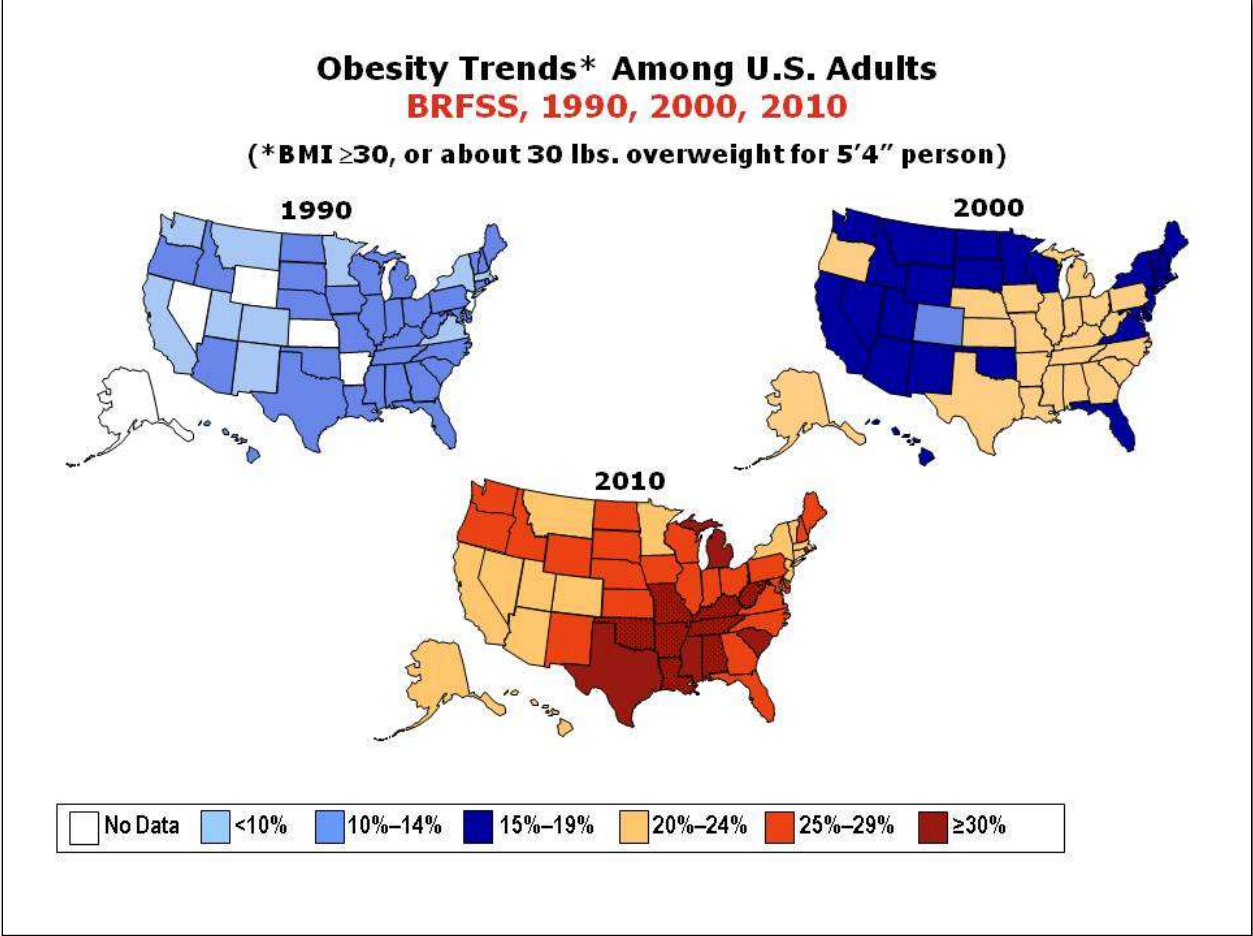 Obesity Trends* Among U.S. Adults
BRFSS, 1990, 2000, 2010
(*BMI ≥30, or about 30 lbs. overweight for 5’4” person)
1990
2000
2010
No Data <10% 10%–14% 15%–19% 20%–24% 25%–29% ≥30%